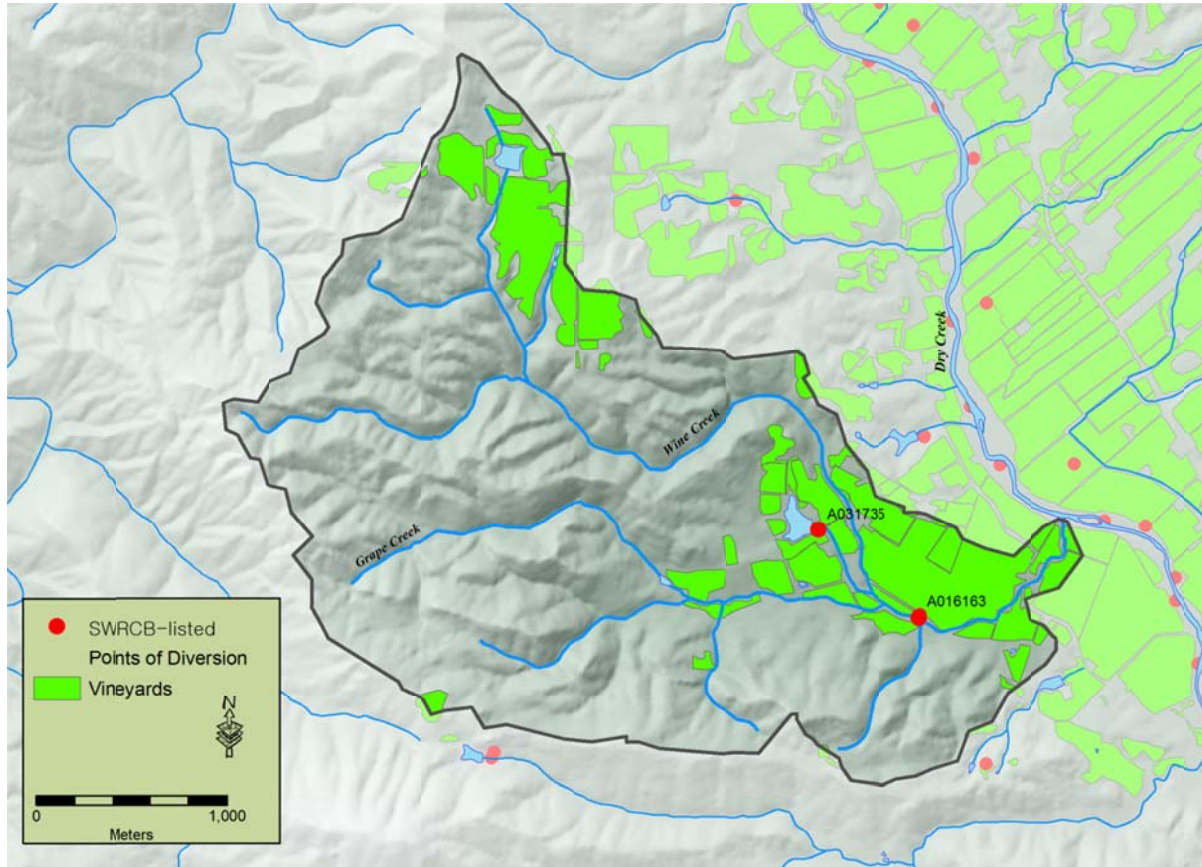 Dry Creek
Wine Creek
A031735
Grape Creek
A016163
SWRCB-listed
Points of Diversion
Vineyards
N
0 1,000
Meters